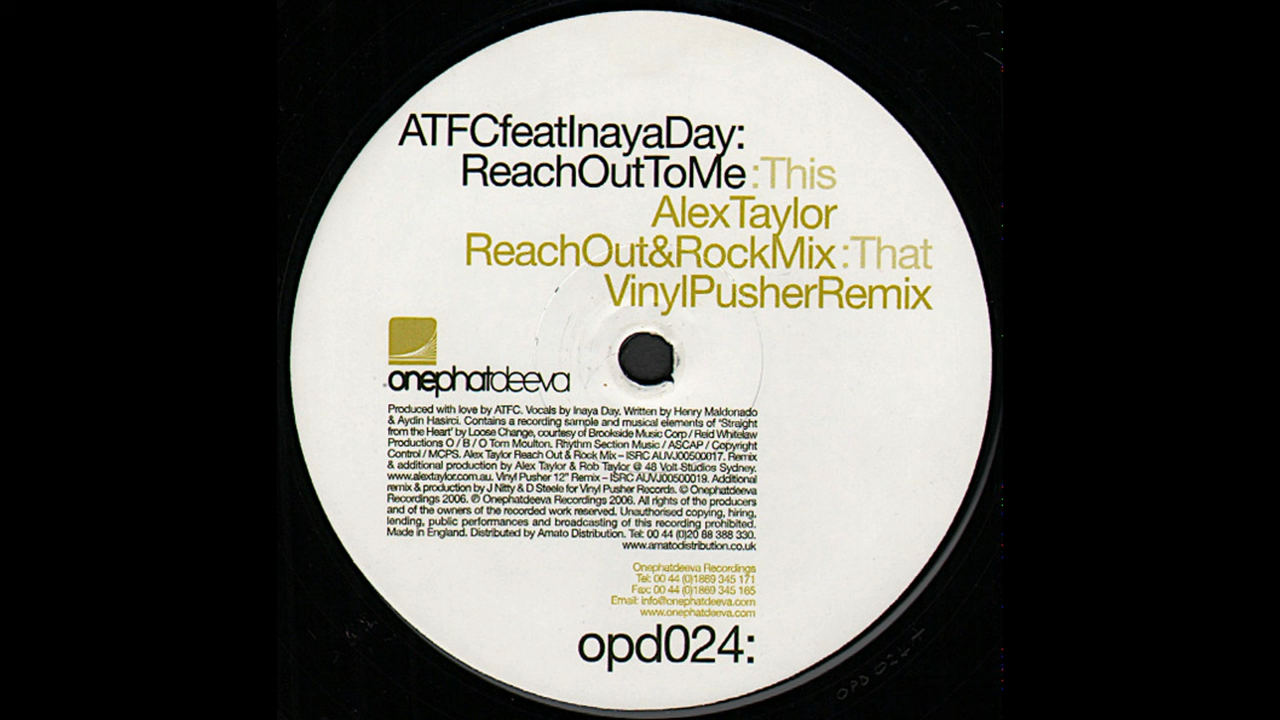 ATFCfeatInayaDay:
ReachOutToMe:This
AlexTaylor
ReachOut&RockMix:That
VinylPusherRemix
onephatdeeva
Produced with love by ATFC. Vocals by Inaya Day. Written by Henry Maldonado
& Aydin Hasirci. Contains a recording sample and musical elements of 'Straight
from the Heart' by Loose Change, courtesy of Brookside Music Corp / Reid Whitelaw
Productions O / B / O Tom Moulton. Rhythm Section Music / ASCAP / Copyright
Control / MCPS. Alex Taylor Reach Out & Rock Mix – ISRC AUVJ00500017. Remix
& additional production by Alex Taylor & Rob Taylor @ 48 Volt Studios Sydney.
www.alextaylor.com.au. Vinyl Pusher 12" Remix – ISRC AUVJ00500019. Additional
remix & production by J Nitty & D Steele for Vinyl Pusher Records. © Onephatdeeva
Recordings 2006. ℗ Onephatdeeva Recordings 2006. All rights of the producers
and of the owners of the recorded work reserved. Unauthorised copying, hiring,
lending, public performances and broadcasting of this recording prohibited.
Made in England. Distributed by Amato Distribution. Tel: 00 44 (0)20 88 388 330.
www.amatodistribution.co.uk
Onephatdeeva Recordings
Tel: 00 44 (0)1869 345 171
Fax: 00 44 (0)1869 345 165
Email: info@onephatdeeva.com
www.onephatdeeva.com
opd024:
OPD 024